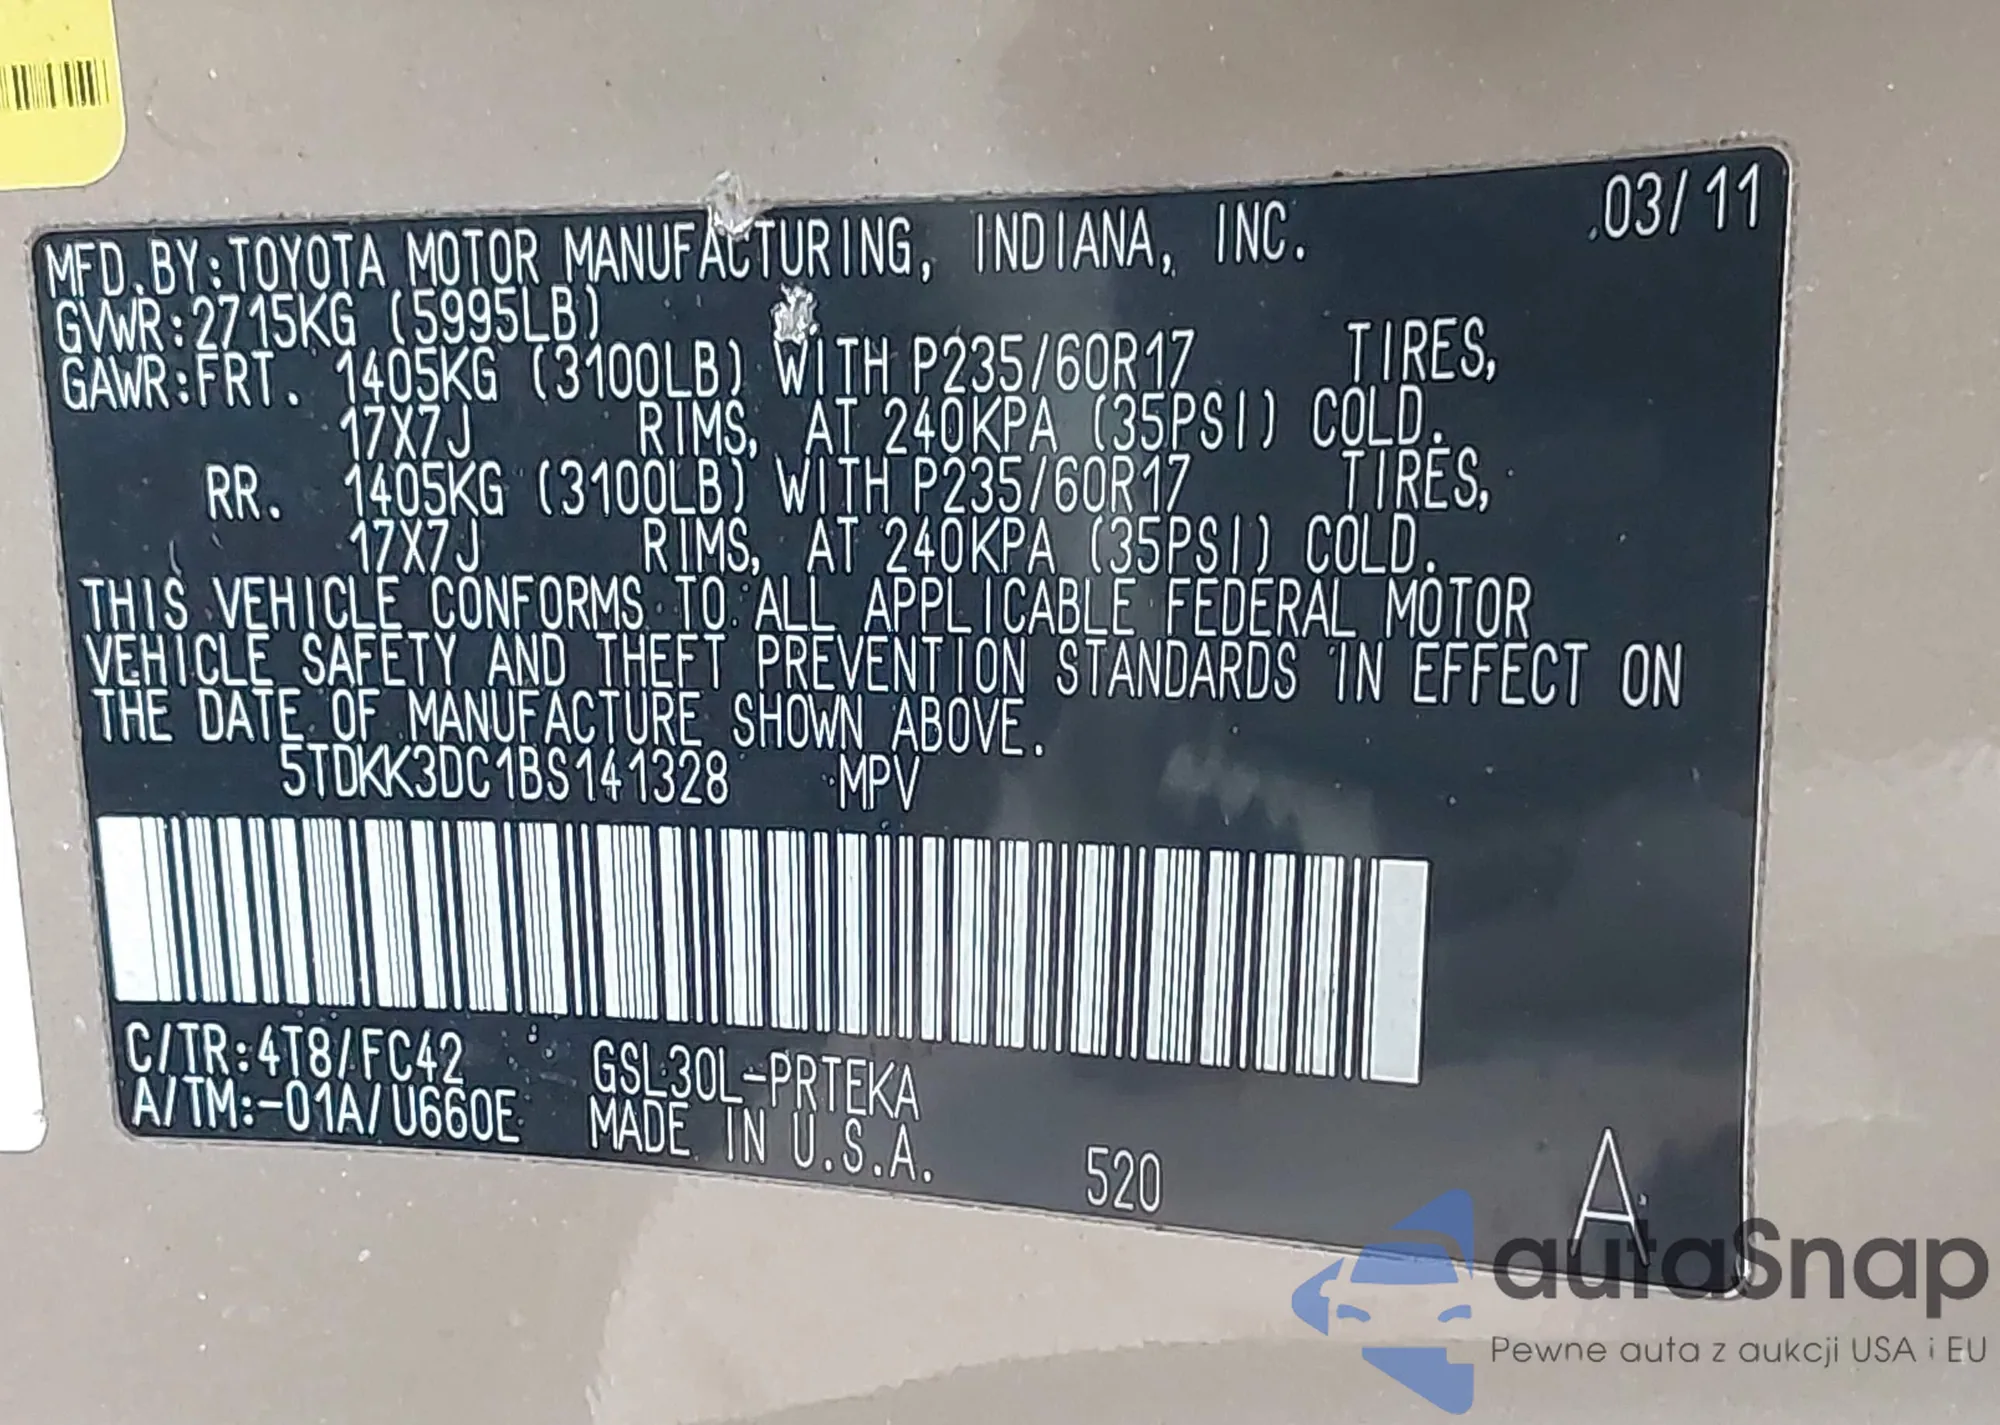 MFD. BY: TOYOTA MOTOR MANUFACTURING, INDIANA, INC. 03/11
GVWR: 2715KG (5995LB)
GAWR: FRT. 1405KG (3100LB) WITH P235/60R17 TIRES,
17X7J RIMS, AT 240KPA (35PSI) COLD.
RR. 1405KG (3100LB) WITH P235/60R17 TIRES,
17X7J RIMS, AT 240KPA (35PSI) COLD.
THIS VEHICLE CONFORMS TO ALL APPLICABLE FEDERAL MOTOR
VEHICLE SAFETY AND THEFT PREVENTION STANDARDS IN EFFECT ON
THE DATE OF MANUFACTURE SHOWN ABOVE.
5TDKK3DC1BS141328 MPV
C/TR: 4T8/FC42 GSL30L-PRTEKA
A/TM: -01A/U660E MADE IN U.S.A. 520 A
autaSnap
Pewne auta z aukcji USA i EU